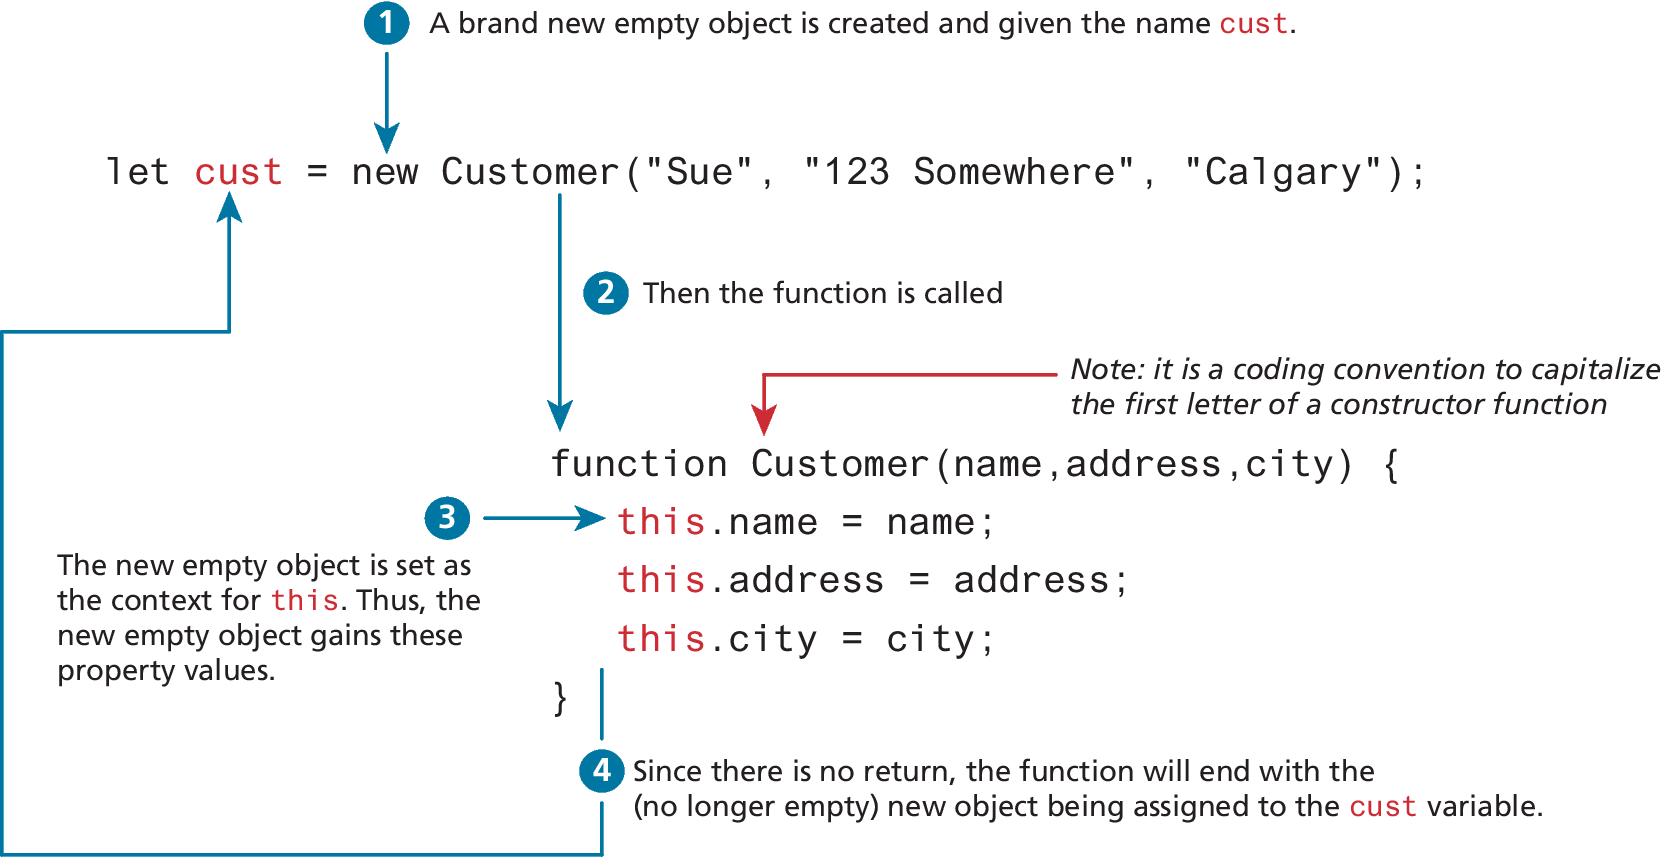 1 A brand new empty object is created and given the name cust.
let cust = new Customer("Sue", "123 Somewhere", "Calgary");
2 Then the function is called
Note: it is a coding convention to capitalize
the first letter of a constructor function
function Customer(name,address,city) {
this.name = name;
this.address = address;
this.city = city;
}
3
The new empty object is set as
the context for this. Thus, the
new empty object gains these
property values.
4 Since there is no return, the function will end with the
(no longer empty) new object being assigned to the cust variable.